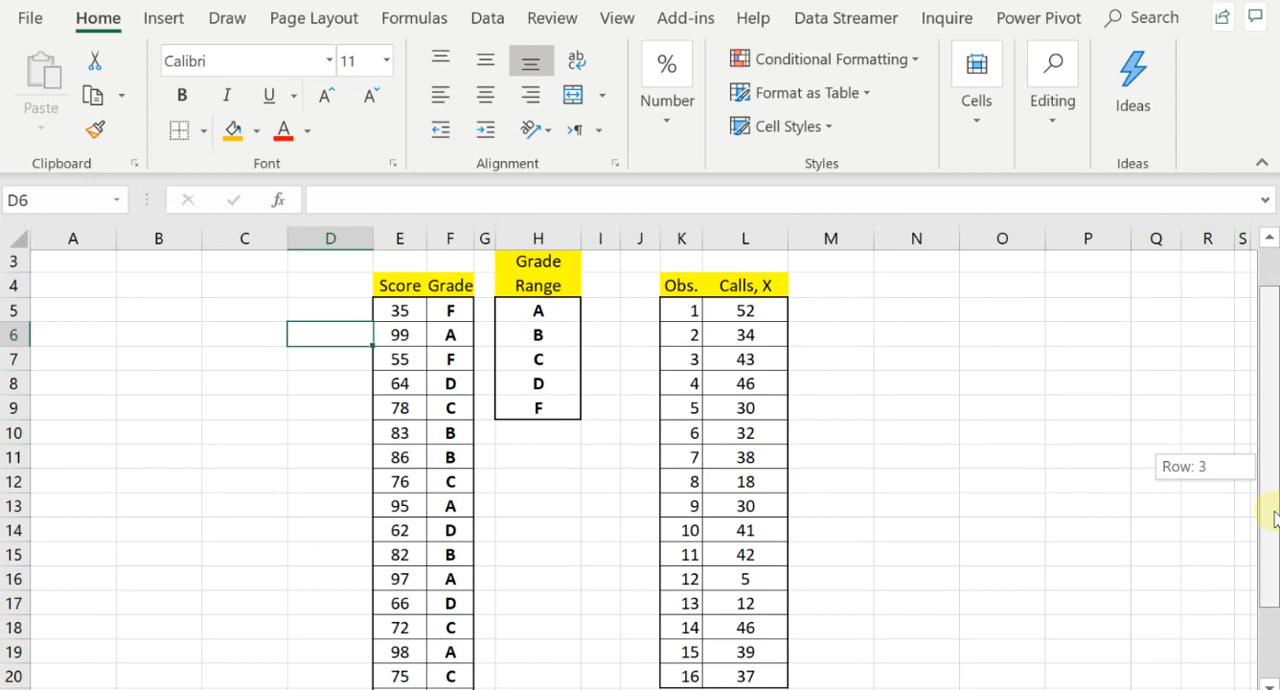 File Home Insert Draw Page Layout Formulas Data Review View Add-ins Help Data Streamer Inquire Power Pivot Search
Calibri 11 ab Conditional Formatting
Paste B I U A A % Number Format as Table Cells Editing Ideas
A Cell Styles
Clipboard Font Alignment Styles Ideas
D6 fx
A B C D E F G H I J K L M N O P Q R S
3 Grade
4 Score Grade Range Obs. Calls, X
5 35 F A 1 52
6 99 A B 2 34
7 55 F C 3 43
8 64 D D 4 46
9 78 C F 5 30
10 83 B 6 32
11 86 B 7 38 Row: 3
12 76 C 8 18
13 95 A 9 30
14 62 D 10 41
15 82 B 11 42
16 97 A 12 5
17 66 D 13 12
18 72 C 14 46
19 98 A 15 39
20 75 C 16 37